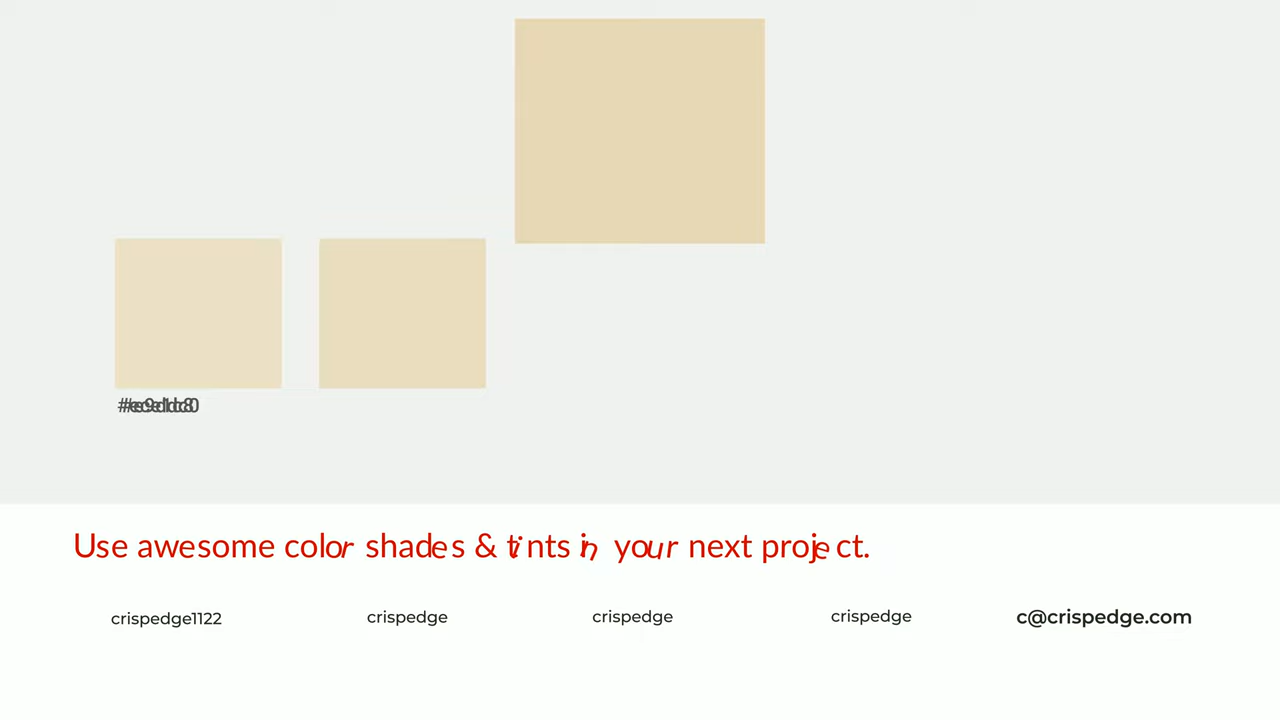 Use awesome color shades & tints in your next project.
crispedge1122 crispedge crispedge crispedge c@crispedge.com